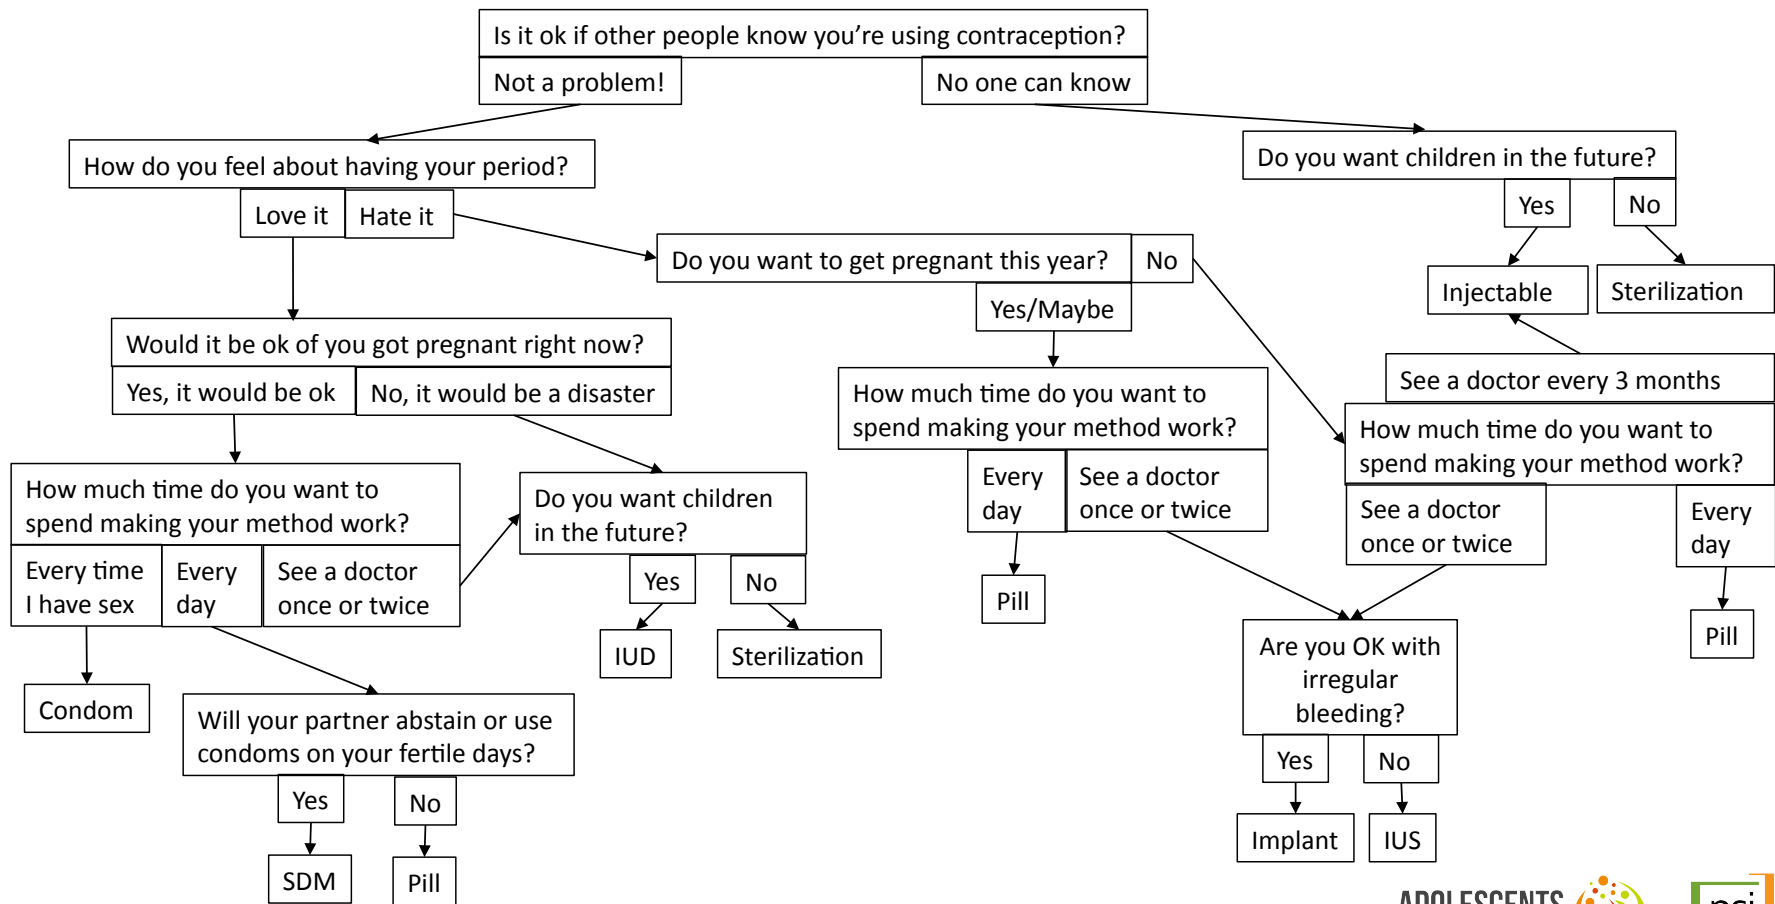 Is it ok if other people know you’re using contraception?
Not a problem!
No one can know
How do you feel about having your period?
Love it
Hate it
Do you want children in the future?
Yes
No
Injectable
Sterilization
Do you want to get pregnant this year?
No
Yes/Maybe
Would it be ok of you got pregnant right now?
Yes, it would be ok
No, it would be a disaster
How much time do you want to
spend making your method work?
Every
day
See a doctor
once or twice
Pill
See a doctor every 3 months
How much time do you want to
spend making your method work?
See a doctor
once or twice
Every
day
Pill
How much time do you want to
spend making your method work?
Every time
I have sex
Every
day
See a doctor
once or twice
Do you want children
in the future?
Yes
No
IUD
Sterilization
Condom
Will your partner abstain or use
condoms on your fertile days?
Yes
No
SDM
Pill
Are you OK with
irregular
bleeding?
Yes
No
Implant
IUS
ADOLESCENTS
psi